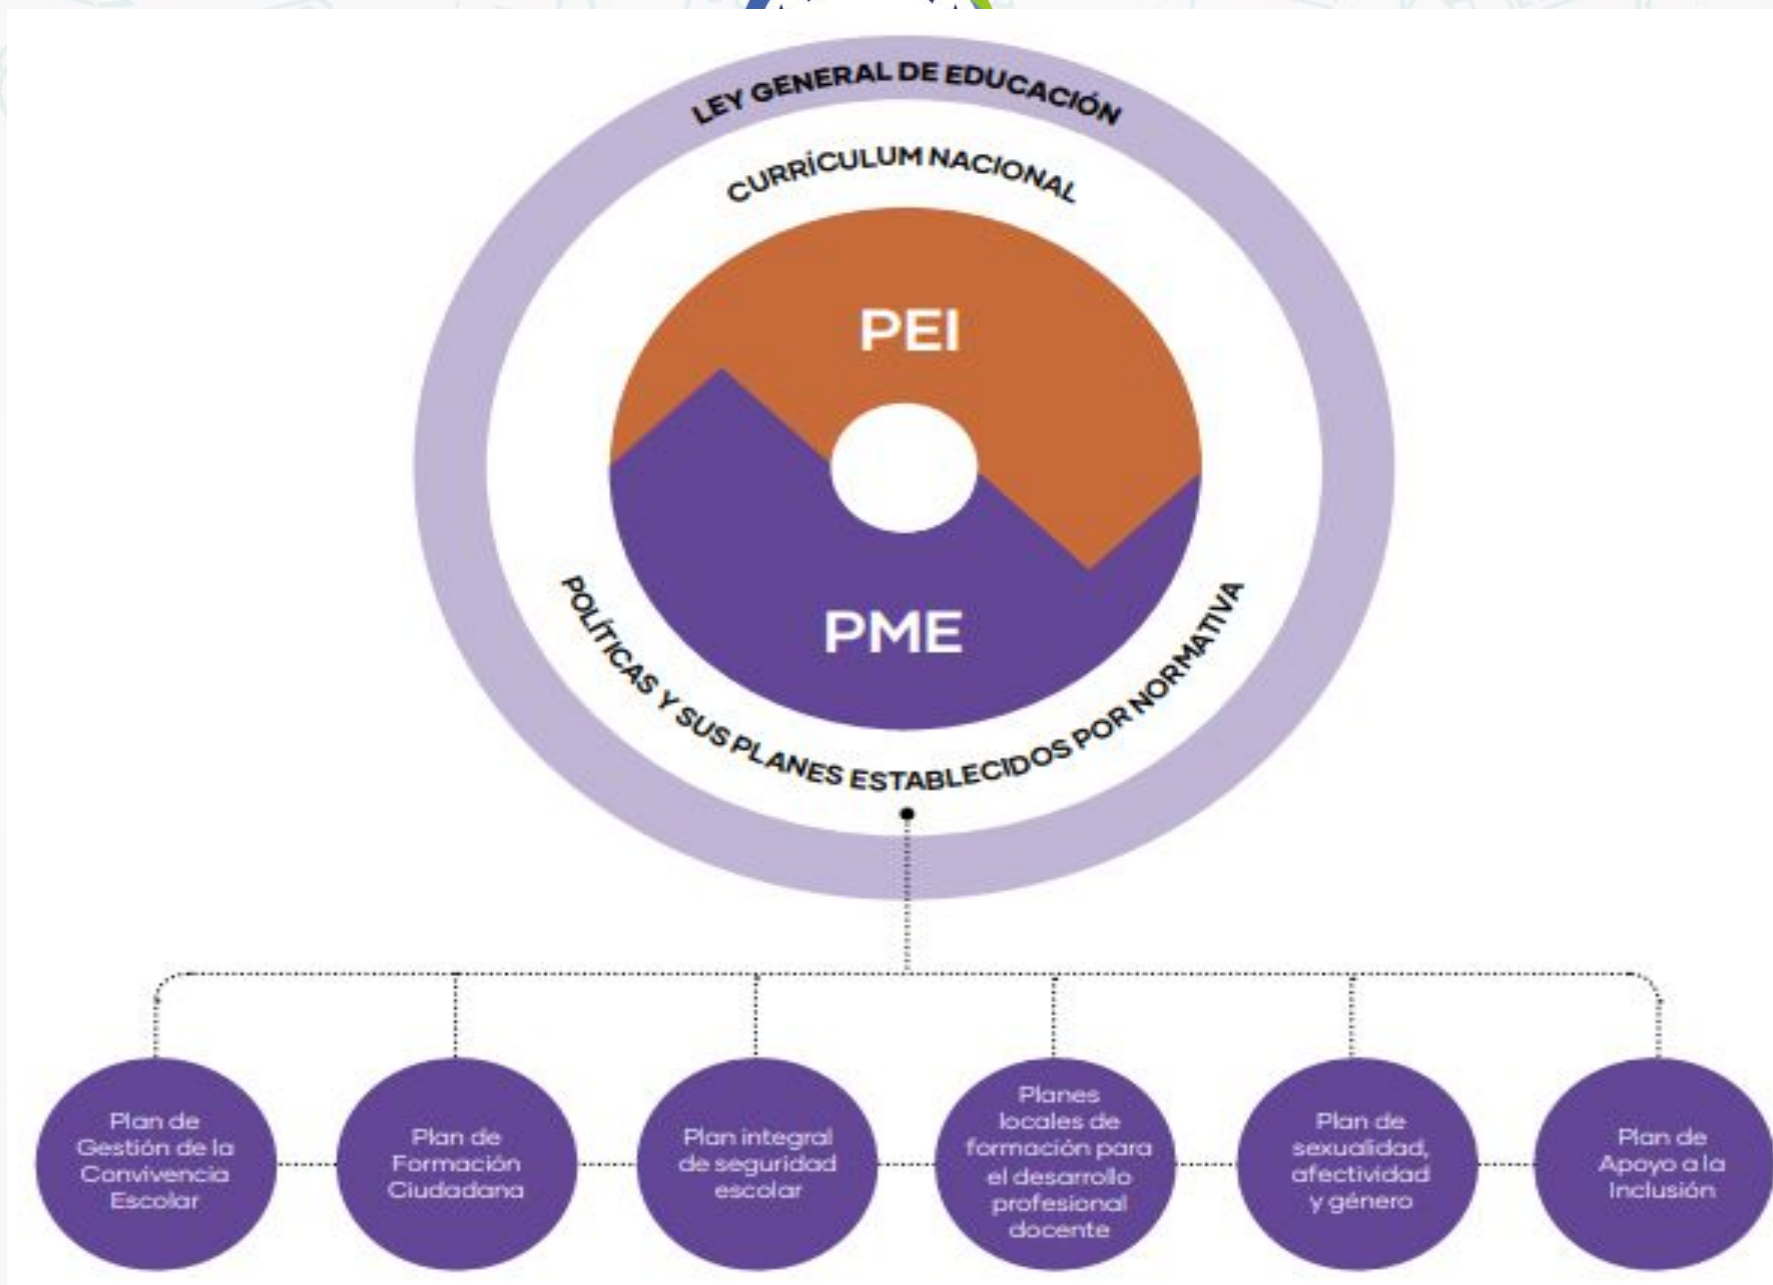 LEY GENERAL DE EDUCACIÓN
CURRÍCULUM NACIONAL
PEI
PME
POLÍTICAS Y SUS PLANES ESTABLECIDOS POR NORMATIVA
Plan de
Gestión de la
Convivencia
Escolar
Plan de
Formación
Ciudadana
Plan integral
de seguridad
escolar
Planes
locales de
formación para
el desarrollo
profesional
docente
Plan de
sexualidad,
afectividad
y género
Plan de
Apoyo a la
Inclusión